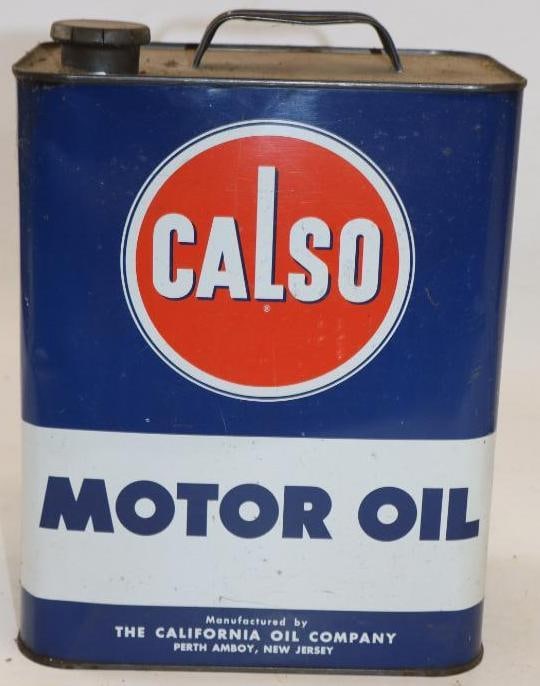 CALSO
®
MOTOR OIL
Manufactured by
THE CALIFORNIA OIL COMPANY
PERTH AMBOY, NEW JERSEY